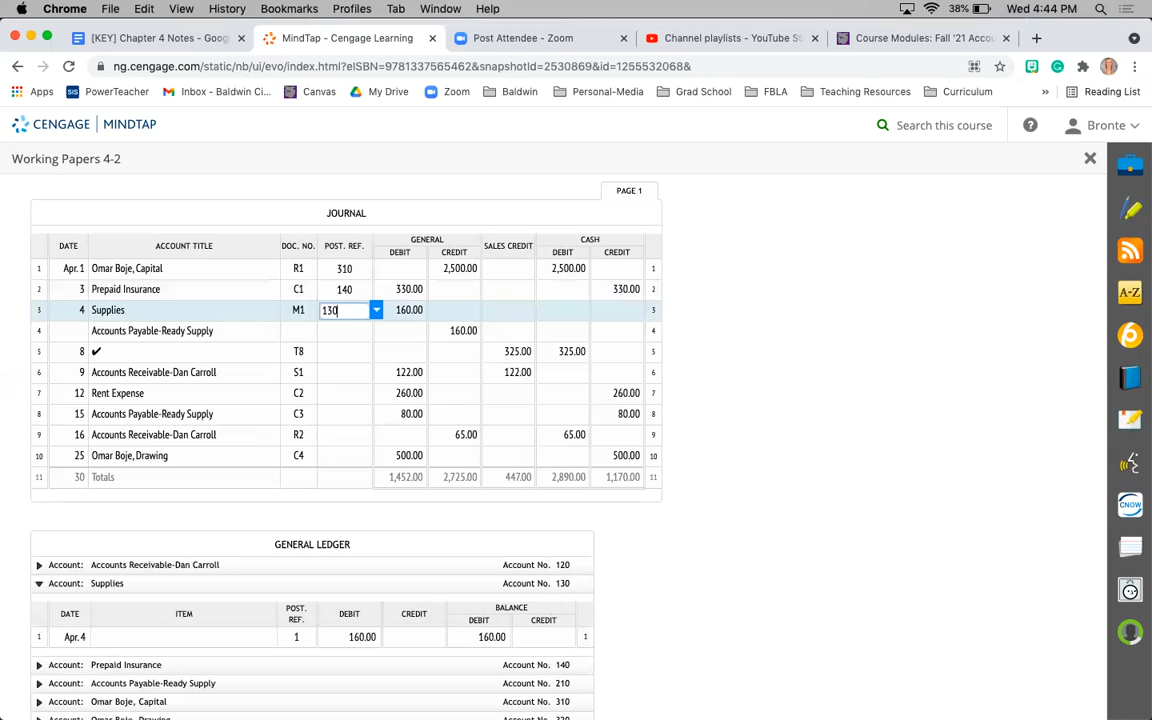 Chrome File Edit View History Bookmarks Profiles Tab Window Help 38% Wed 4:44 PM
[KEY] Chapter 4 Notes - Goog
MindTap - Cengage Learning
Post Attendee - Zoom
Channel playlists - YouTube St
Course Modules: Fall '21 Acco
ng.cengage.com/static/nb/ui/evo/index.html?eISBN=9781337565462&snapshotId=2530869&id=1255532068&
Apps SIS PowerTeacher Inbox - Baldwin Ci... Canvas My Drive Zoom Baldwin Personal-Media Grad School FBLA Teaching Resources Curriculum » Reading List
CENGAGE | MINDTAP Search this course Bronte
Working Papers 4-2
PAGE 1
JOURNAL
GENERAL CASH
DATE ACCOUNT TITLE DOC. NO. POST. REF. SALES CREDIT
DEBIT CREDIT DEBIT CREDIT
1 Apr. 1 Omar Boje, Capital R1 310 2,500.00 2,500.00 1
2 3 Prepaid Insurance C1 140 330.00 330.00 2
3 4 Supplies M1 130 160.00 3
4 Accounts Payable-Ready Supply 160.00 4
5 8 ✔ T8 325.00 325.00 5
6 9 Accounts Receivable-Dan Carroll S1 122.00 122.00 6
7 12 Rent Expense C2 260.00 260.00 7
8 15 Accounts Payable-Ready Supply C3 80.00 80.00 8
9 16 Accounts Receivable-Dan Carroll R2 65.00 65.00 9
10 25 Omar Boje, Drawing C4 500.00 500.00 10
11 30 Totals 1,452.00 2,725.00 447.00 2,890.00 1,170.00 11
GENERAL LEDGER
Account: Accounts Receivable-Dan Carroll Account No. 120
Account: Supplies Account No. 130
POST. BALANCE
DATE ITEM REF. DEBIT CREDIT DEBIT CREDIT
1 Apr. 4 1 160.00 160.00 1
Account: Prepaid Insurance Account No. 140
Account: Accounts Payable-Ready Supply Account No. 210
Account: Omar Boje, Capital Account No. 310
Account: Omar Boje, Drawing Account No. 320
A-Z
CNOW